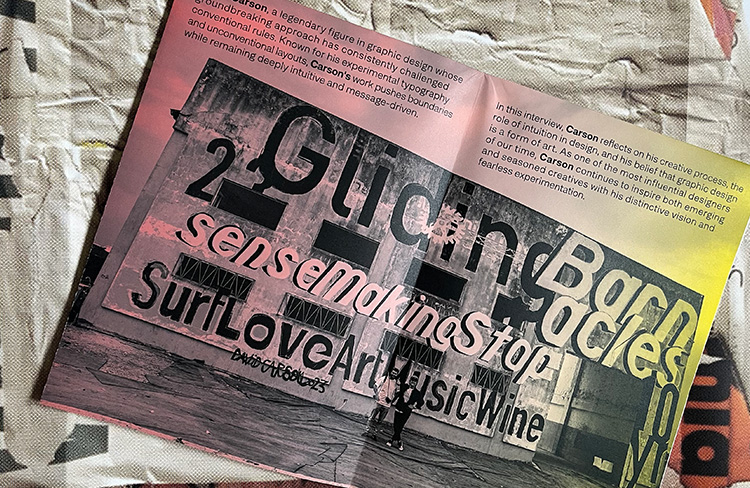 Carson, a legendary figure in graphic design whose
groundbreaking approach has consistently challenged
conventional rules. Known for his experimental typography
and unconventional layouts, Carson's work pushes boundaries
while remaining deeply intuitive and message-driven.
In this interview, Carson reflects on his creative process, the
role of intuition in design, and his belief that graphic design
is a form of art. As one of the most influential designers
of our time, Carson continues to inspire both emerging
and seasoned creatives with his distinctive vision and
fearless experimentation.
2 Gliding
Barn
acles
sensemakingStop
SurfLoveArtMusicWine
DAVID CARSON.25
nia